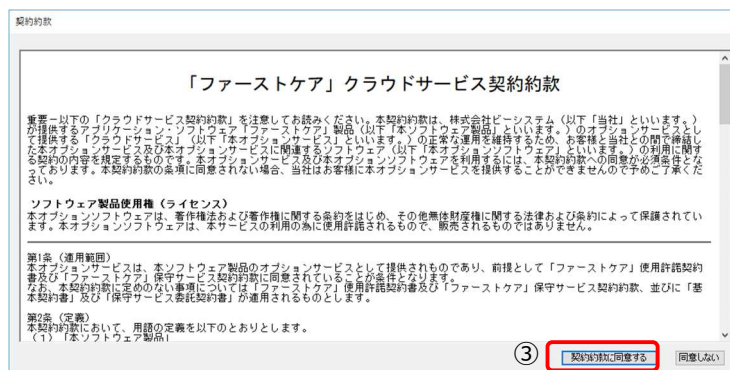 契約約款
「ファーストケア」クラウドサービス契約約款
重要－以下の「クラウドサービス契約約款」を注意してお読みください。本契約約款は、株式会社ビーシステム（以下「当社」といいます。）
が提供するアプリケーション・ソフトウェア「ファーストケア」製品（以下「本ソフトウェア製品」といいます。）のオプションサービスとし
て提供する「クラウドサービス」（以下「本オプションサービス」といいます。）の正常な運用を維持するため、お客様と当社との間で締結し
た本オプションサービス及び本オプションサービスに関連するソフトウェア（以下「本オプションソフトウェア」といいます。）の利用に関す
る契約の内容を規定するものです。本オプションサービス及び本オプションソフトウェアを利用するには、本契約約款への同意が必須条件とな
っております。本契約約款の条項に同意されない場合、当社はお客様に本オプションサービスを提供することができませんので予めご了承くだ
さい。
ソフトウェア製品使用権（ライセンス）
本オプションソフトウェアは、著作権法および著作権に関する条約をはじめ、その他無体財産権に関する法律および条約によって保護されてい
ます。本オプションソフトウェアは、本サービスの利用の為に使用許諾されるもので、販売されるものではありません。
第1条（適用範囲）
本オプションサービスは、本ソフトウェア製品のオプションサービスとして提供されものであり、前提として「ファーストケア」使用許諾契約
書及び「ファーストケア」保守サービス契約約款に同意されていることが条件となります。
なお、本契約約款に定めのない事項については「ファーストケア」使用許諾契約書及び「ファーストケア」保守サービス契約約款、並びに「基
本契約書」及び「保守サービス委託契約書」が適用されるものとします。
第2条（定義）
本契約約款において、用語の定義を以下のとおりとします。
（１）「本ソフトウェア製品」
③ 契約約款に同意する 同意しない